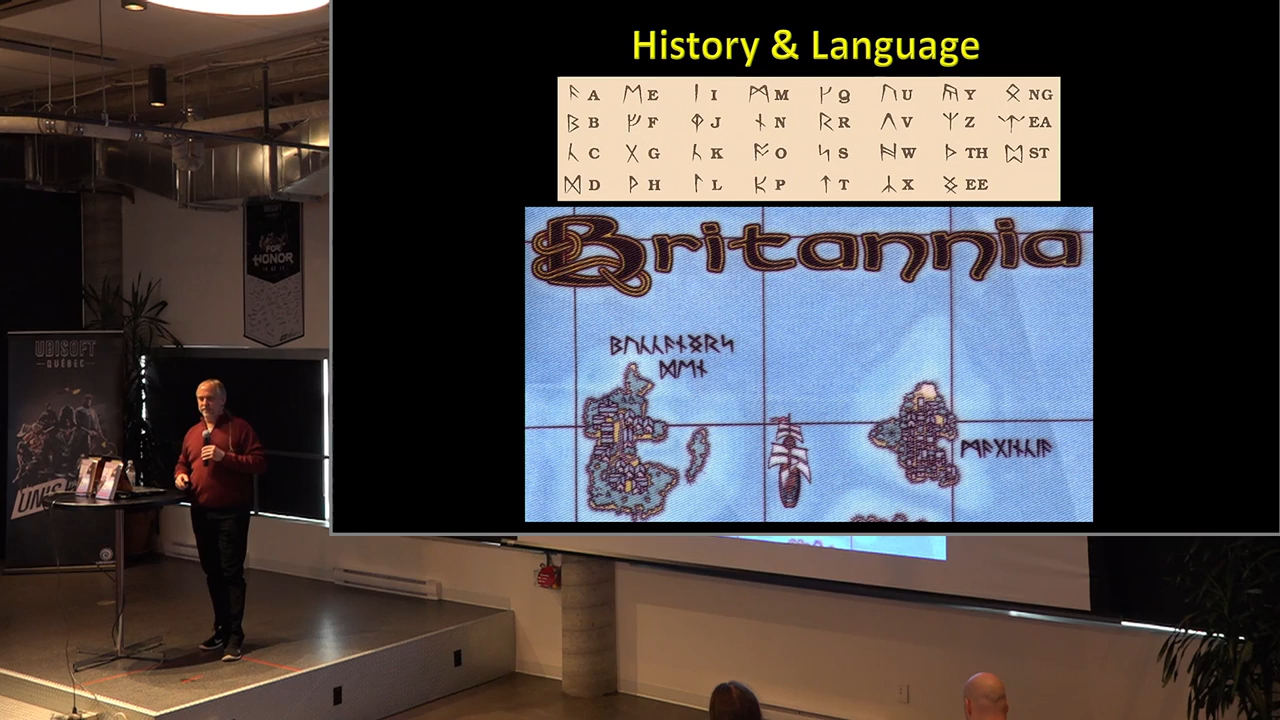 History & Language
A E I M Q U Y NG
B F J N R V Z EA
C G K O S W TH ST
D H L P T X EE
Britannia
FOR
HONOR
UBISOFT
QUÉBEC